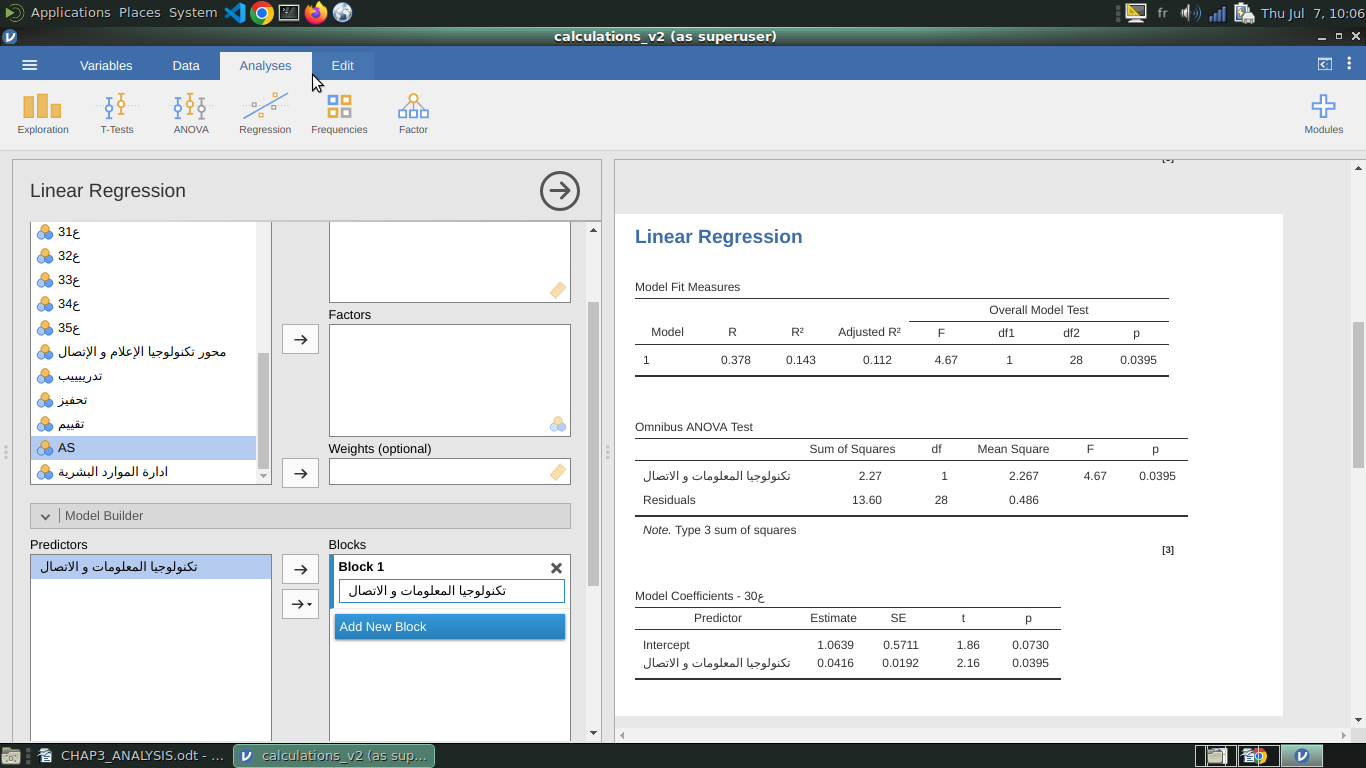 Applications Places System fr Thu Jul 7, 10:06
calculations_v2 (as superuser)
Variables Data Analyses Edit
Exploration T-Tests ANOVA Regression Frequencies Factor Modules
Linear Regression
ع31
ع32
ع33
ع34
ع35
محور تكنولوجيا الإعلام و الإتصال
تدرييييب
تحفيز
تقييم
AS
ادارة الموارد البشرية
Factors
Weights (optional)
Model Builder
Predictors
تكنولوجيا المعلومات و الاتصال
Blocks
Block 1
تكنولوجيا المعلومات و الاتصال
Add New Block
Linear Regression
Model Fit Measures
Overall Model Test
Model R R² Adjusted R² F df1 df2 p
1 0.378 0.143 0.112 4.67 1 28 0.0395
Omnibus ANOVA Test
Sum of Squares df Mean Square F p
تكنولوجيا المعلومات و الاتصال 2.27 1 2.267 4.67 0.0395
Residuals 13.60 28 0.486
Note. Type 3 sum of squares
[3]
Model Coefficients - ع30
Predictor Estimate SE t p
Intercept 1.0639 0.5711 1.86 0.0730
تكنولوجيا المعلومات و الاتصال 0.0416 0.0192 2.16 0.0395
CHAP3_ANALYSIS.odt - ... calculations_v2 (as sup...